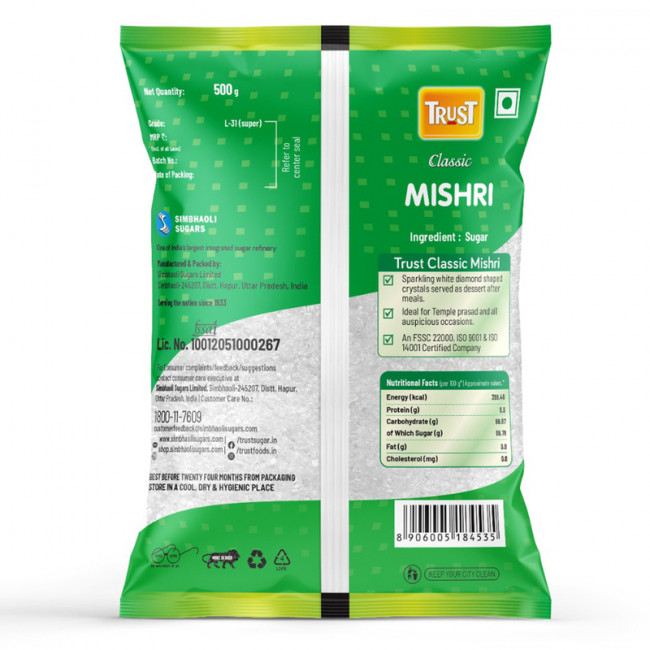 Net Quantity: 500 g
Grade: L-31 (super)
MRP ₹:
(Incl. of all taxes)
Batch No.:
Date of Packing:
Refer to
center seal
SIMBHAOLI
SUGARS
One of India's largest integrated sugar refinery
Manufactured & Packed by:
Simbhaoli Sugars Limited
Simbhaoli-245207, Distt. Hapur, Uttar Pradesh, India
Serving the nation since 1933
fssai
Lic. No. 10012051000267
For Consumer complaints/feedback/suggestions
contact consumer care executive at
Simbhaoli Sugars Limited, Simbhaoli-245207, Distt. Hapur,
Uttar Pradesh, India | Customer Care No.:
1800-11-7609
customerfeedback@simbhaolisugars.com
www.simbhaolisugars.com /trustsugar.in
shop.simbhaolisugars.com /trustfoods.in
BEST BEFORE TWENTY FOUR MONTHS FROM PACKAGING
STORE IN A COOL, DRY & HYGIENIC PLACE
MAKE IN INDIA
4
LDPE
TRUST
Classic
MISHRI
Ingredient : Sugar
Trust Classic Mishri
Sparkling white diamond shaped
crystals served as dessert after
meals.
Ideal for Temple prasad and all
auspicious occasions.
An FSSC 22000, ISO 9001 & ISO
14001 Certified Company
Nutritional Facts (per 100 g*) Approximate values.*
Energy (kcal)
Protein (g)
Carbohydrate (g)
of Which Sugar (g)
Fat (g)
Cholesterol (mg)
8 906005 184535
KEEP YOUR CITY CLEAN